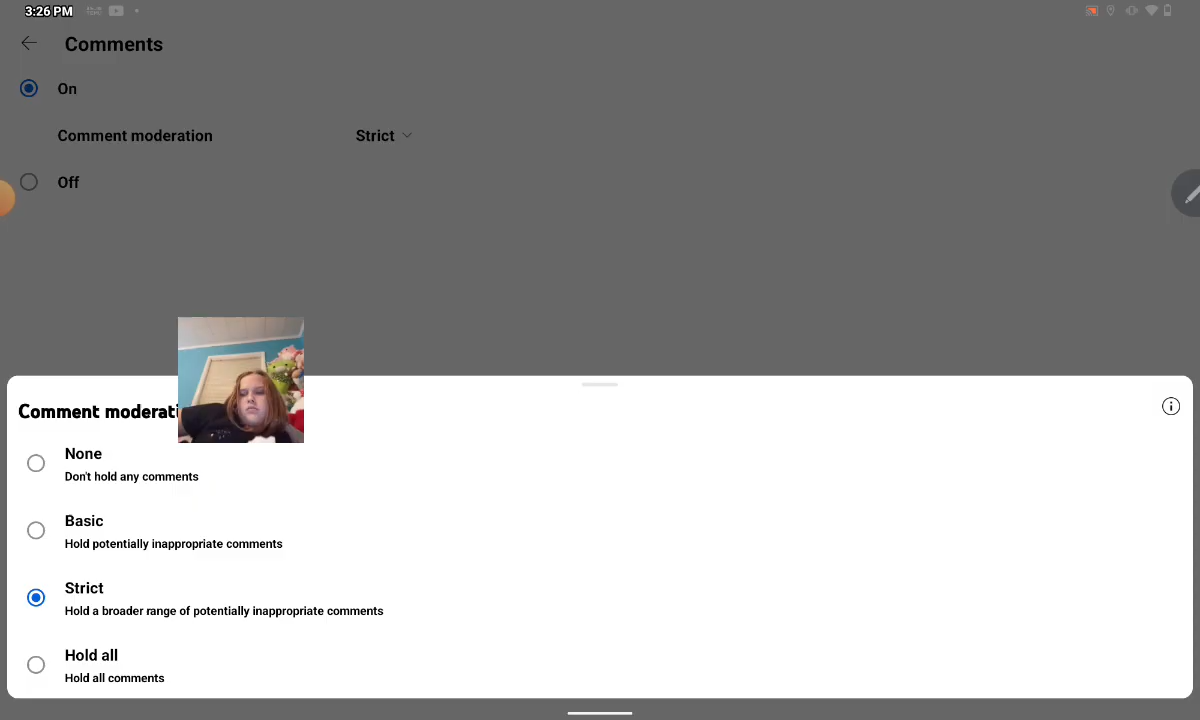 3:26 PM
Comments
On
Comment moderation Strict
Off
Comment moderati
None
Don't hold any comments
Basic
Hold potentially inappropriate comments
Strict
Hold a broader range of potentially inappropriate comments
Hold all
Hold all comments